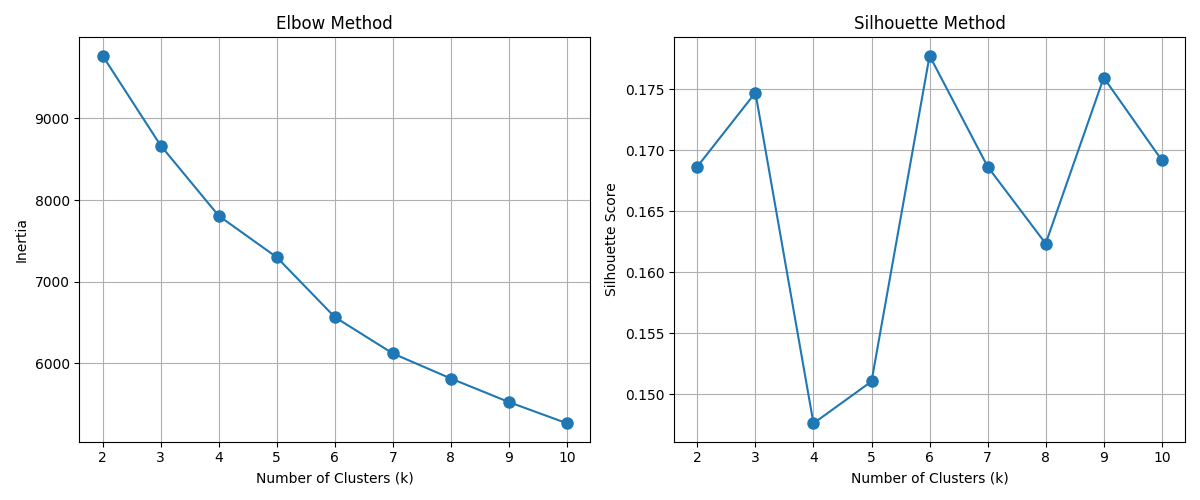 Elbow Method
Inertia
9000
8000
7000
6000
2 3 4 5 6 7 8 9 10
Number of Clusters (k)
Silhouette Method
Silhouette Score
0.175
0.170
0.165
0.160
0.155
0.150
2 3 4 5 6 7 8 9 10
Number of Clusters (k)